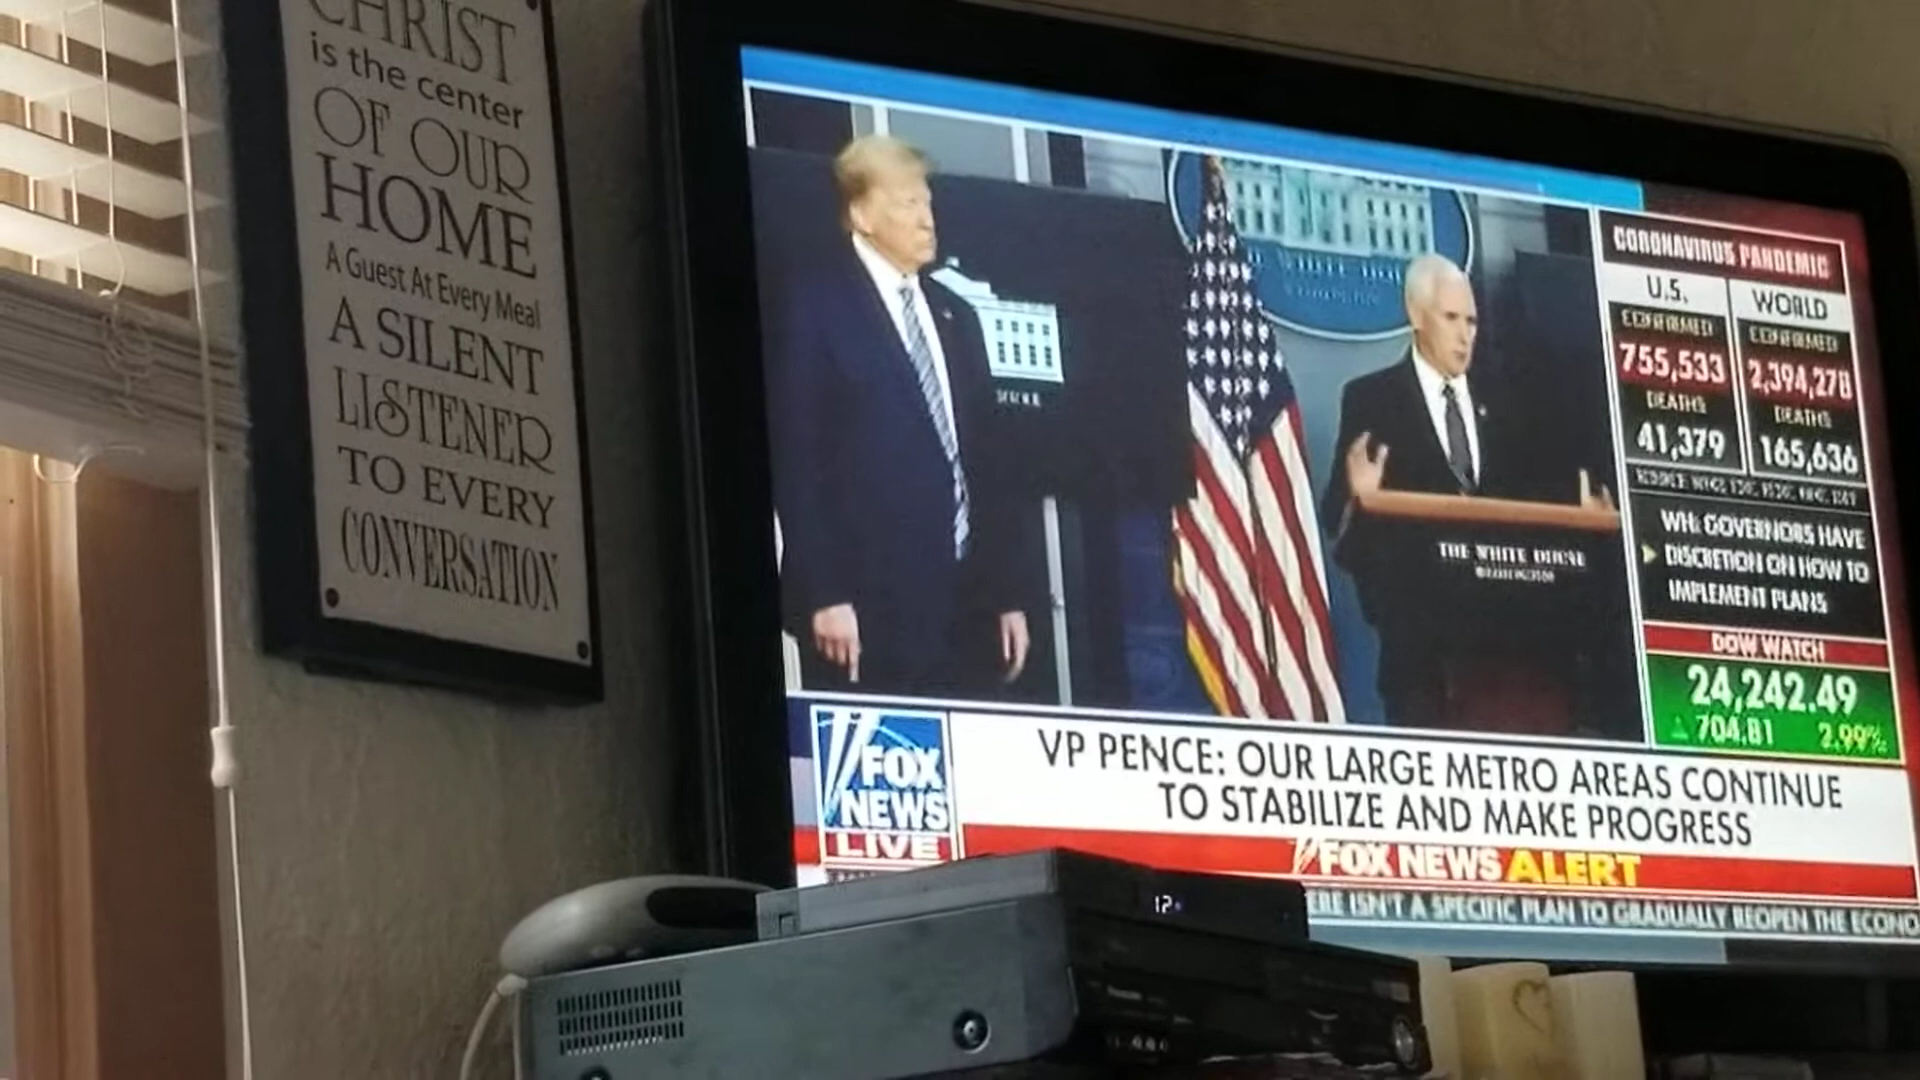 CHRIST
is the center
OF OUR
HOME
A Guest At Every Meal
A SILENT
LISTENER
TO EVERY
CONVERSATION
CORONAVIRUS PANDEMIC
U.S.
WORLD
CONFIRMED
CONFIRMED
755,533
2,394,278
DEATHS
DEATHS
41,379
165,636
WH: GOVERNORS HAVE
DISCRETION ON HOW TO
IMPLEMENT PLANS
DOW WATCH
24,242.49
704.81 2.99%
THE WHITE HOUSE
WASHINGTON
FOX
NEWS
LIVE
VP PENCE: OUR LARGE METRO AREAS CONTINUE
TO STABILIZE AND MAKE PROGRESS
FOX NEWS ALERT
ERE ISN'T A SPECIFIC PLAN TO GRADUALLY REOPEN THE ECONO
12